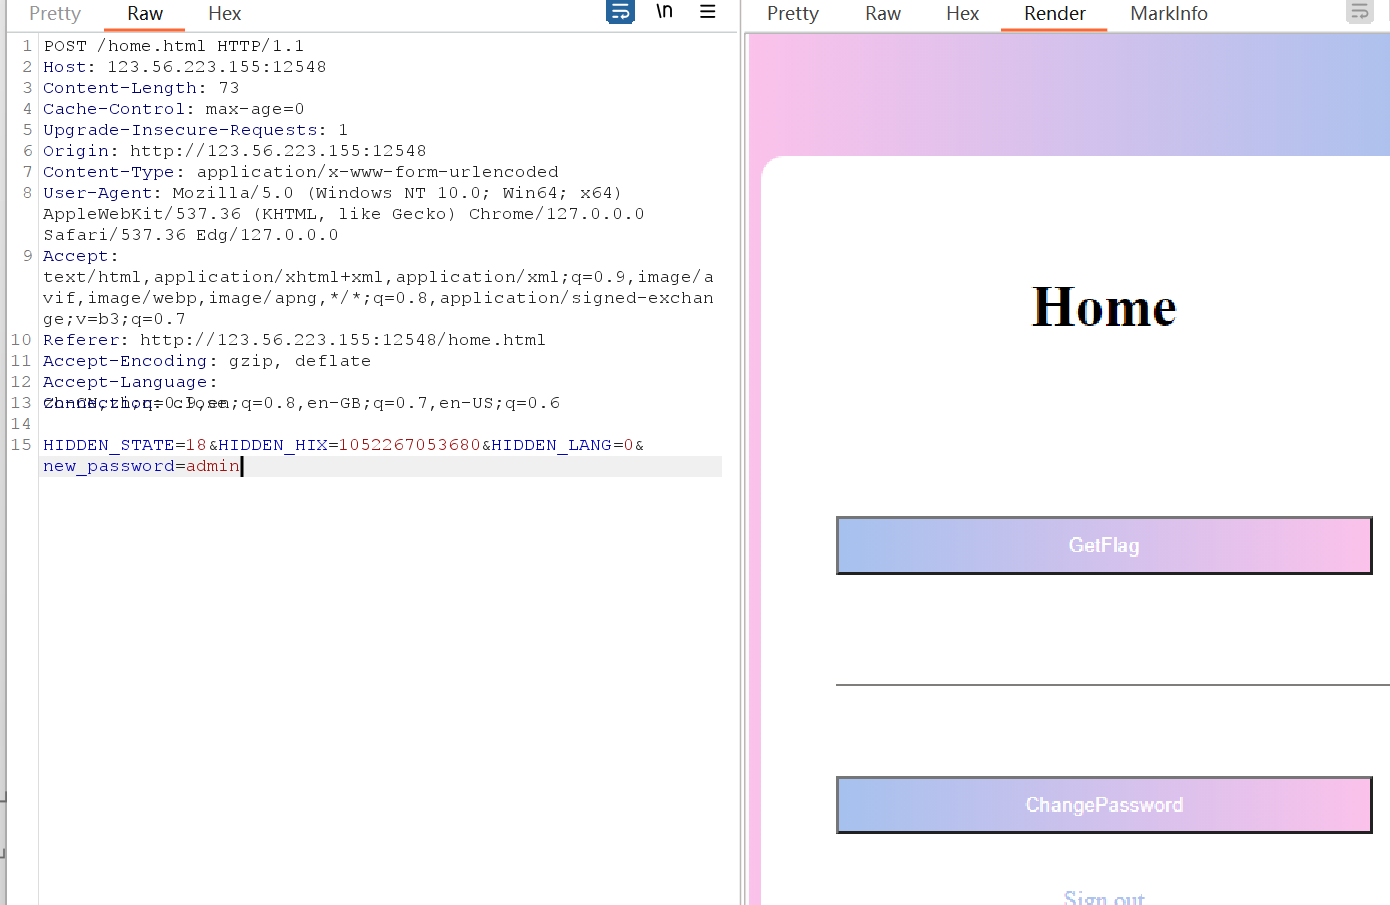 Pretty Raw Hex \n
1 POST /home.html HTTP/1.1
2 Host: 123.56.223.155:12548
3 Content-Length: 73
4 Cache-Control: max-age=0
5 Upgrade-Insecure-Requests: 1
6 Origin: http://123.56.223.155:12548
7 Content-Type: application/x-www-form-urlencoded
8 User-Agent: Mozilla/5.0 (Windows NT 10.0; Win64; x64)
AppleWebKit/537.36 (KHTML, like Gecko) Chrome/127.0.0.0
Safari/537.36 Edg/127.0.0.0
9 Accept:
text/html,application/xhtml+xml,application/xml;q=0.9,image/a
vif,image/webp,image/apng,*/*;q=0.8,application/signed-exchan
ge;v=b3;q=0.7
10 Referer: http://123.56.223.155:12548/home.html
11 Accept-Encoding: gzip, deflate
12 Accept-Language:
zh-CN,zh;q=0.9,en;q=0.8,en-GB;q=0.7,en-US;q=0.6
13 Connection: close
14
15 HIDDEN_STATE=18&HIDDEN_HIX=1052267053680&HIDDEN_LANG=0&
new_password=admin
Pretty Raw Hex Render MarkInfo
Home
GetFlag
ChangePassword
Sign out